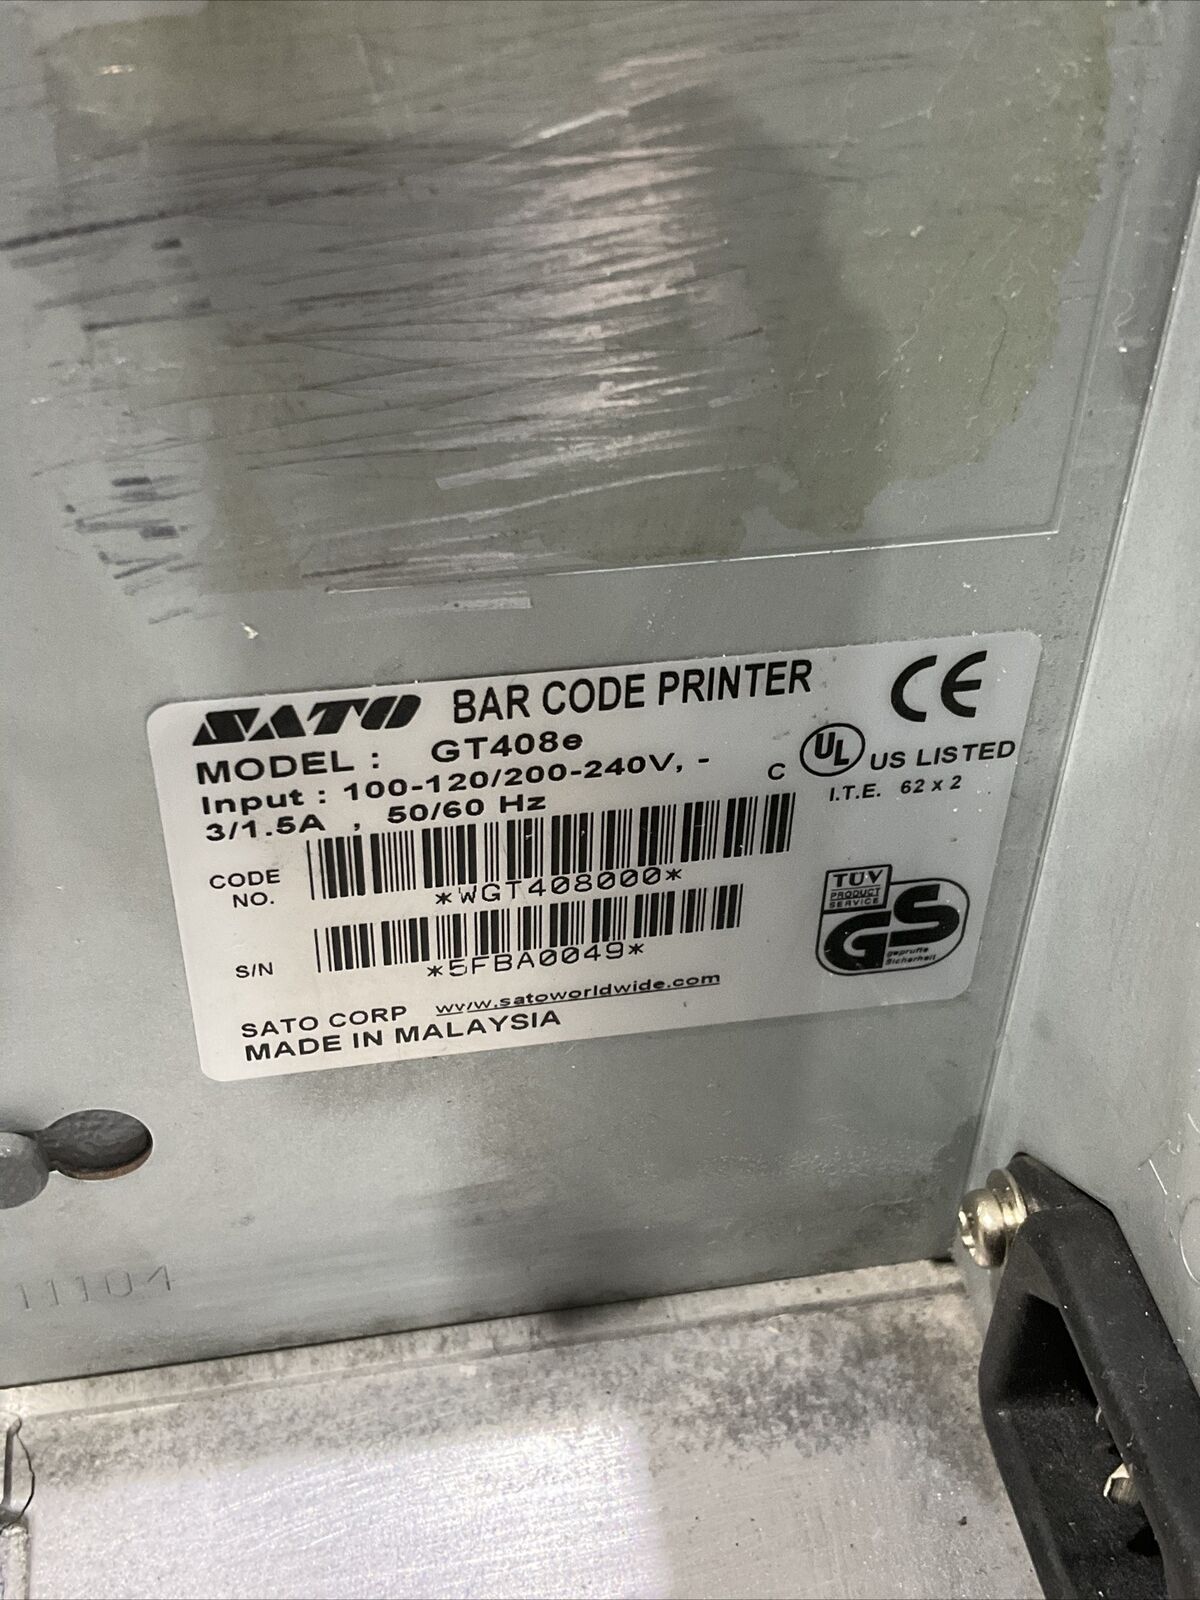 SATO BAR CODE PRINTER
CE
MODEL : GT408e
Input : 100-120/200-240V, -
3/1.5A , 50/60 Hz
C UL US LISTED
I.T.E. 62 x 2
CODE NO.
*WGT408000*
S/N
*5FBA0049*
TÜV
PRODUCT
SERVICE
GS
geprüfte
Sicherheit
SATO CORP www.satoworldwide.com
MADE IN MALAYSIA
11104